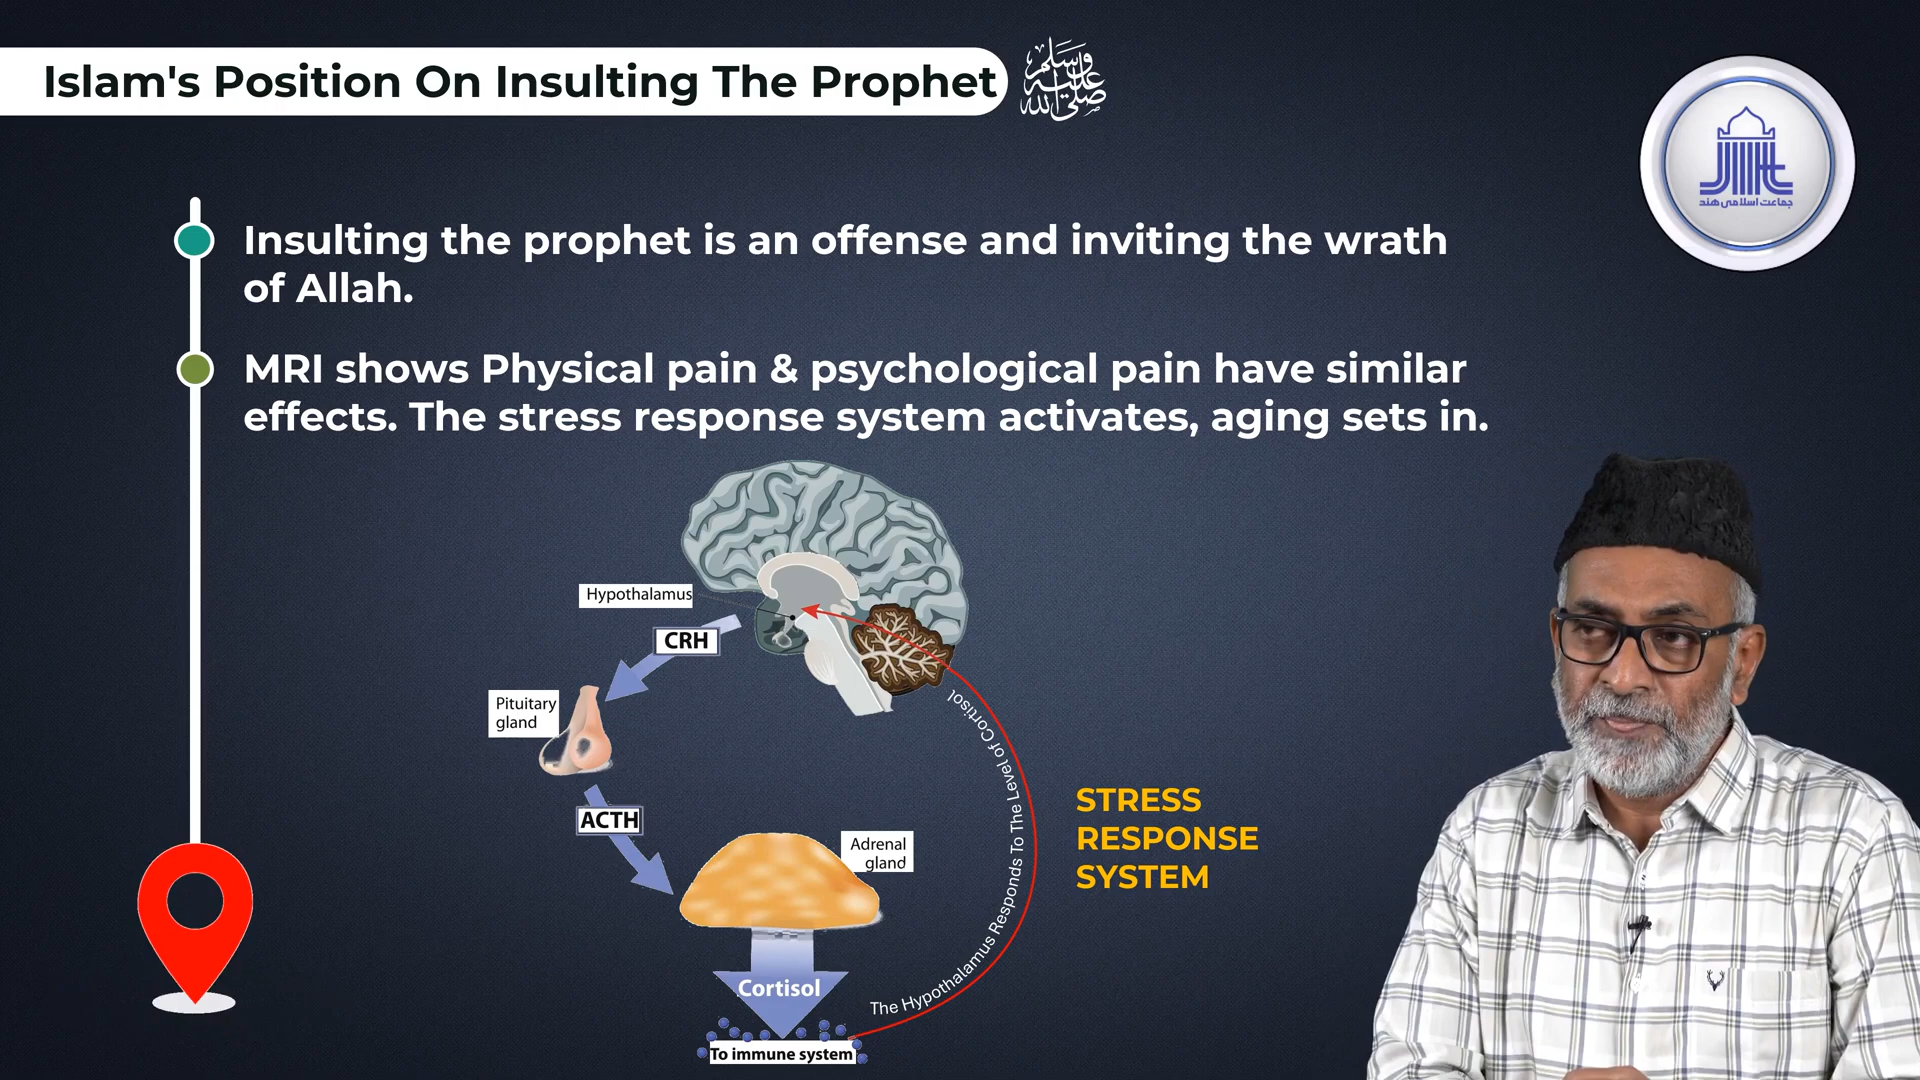 Islam's Position On Insulting The Prophet ﷺ
جماعت اسلامی هند
Insulting the prophet is an offense and inviting the wrath
of Allah.
MRI shows Physical pain & psychological pain have similar
effects. The stress response system activates, aging sets in.
Hypothalamus
CRH
Pituitary
gland
ACTH
Adrenal
gland
Cortisol
To immune system
The Hypothalamus Responds To The Level of Cortisol
STRESS
RESPONSE
SYSTEM